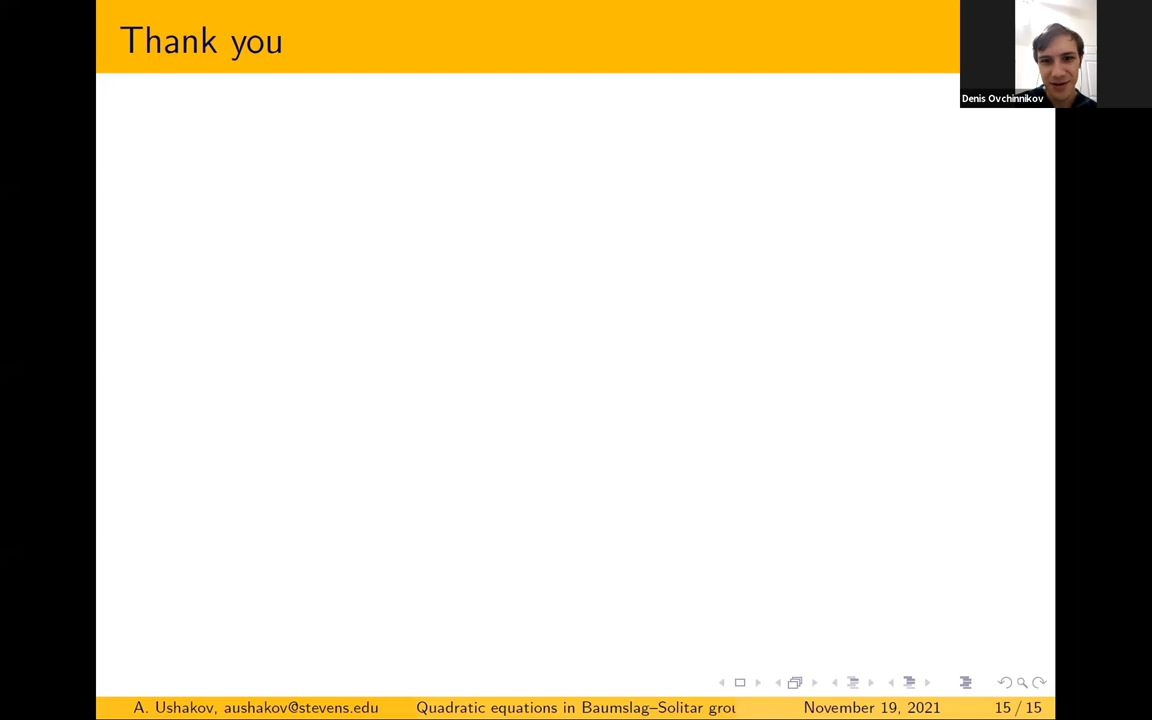 Thank you
Denis Ovchinnikov
A. Ushakov, aushakov@stevens.edu
Quadratic equations in Baumslag–Solitar grou
November 19, 2021
15 / 15